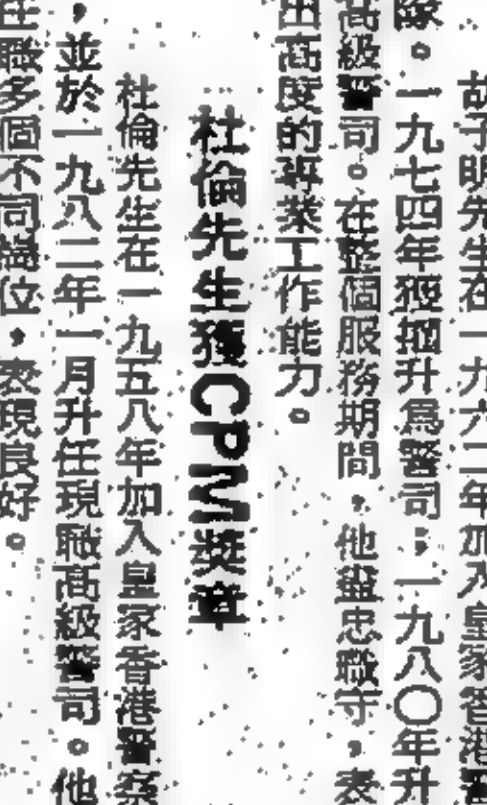 胡子明先生在一九六二年加入皇家香港警
隊。一九七四年獲擢升爲警司;一九八〇年升
高級警司。在整個服務期間,他盡忠職守,表
出高度的專業工作能力。
杜倫先生獲CPM獎章
杜倫先生在一九五八年加入皇家香港警察
,並於一九八二年一月升任現職高級警司。他
任職多個不同崗位,表現良好。